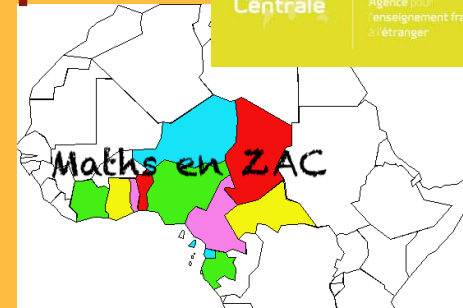 Centrale
Agence pour
l'enseignement fra
à l'étranger
Maths en ZAC